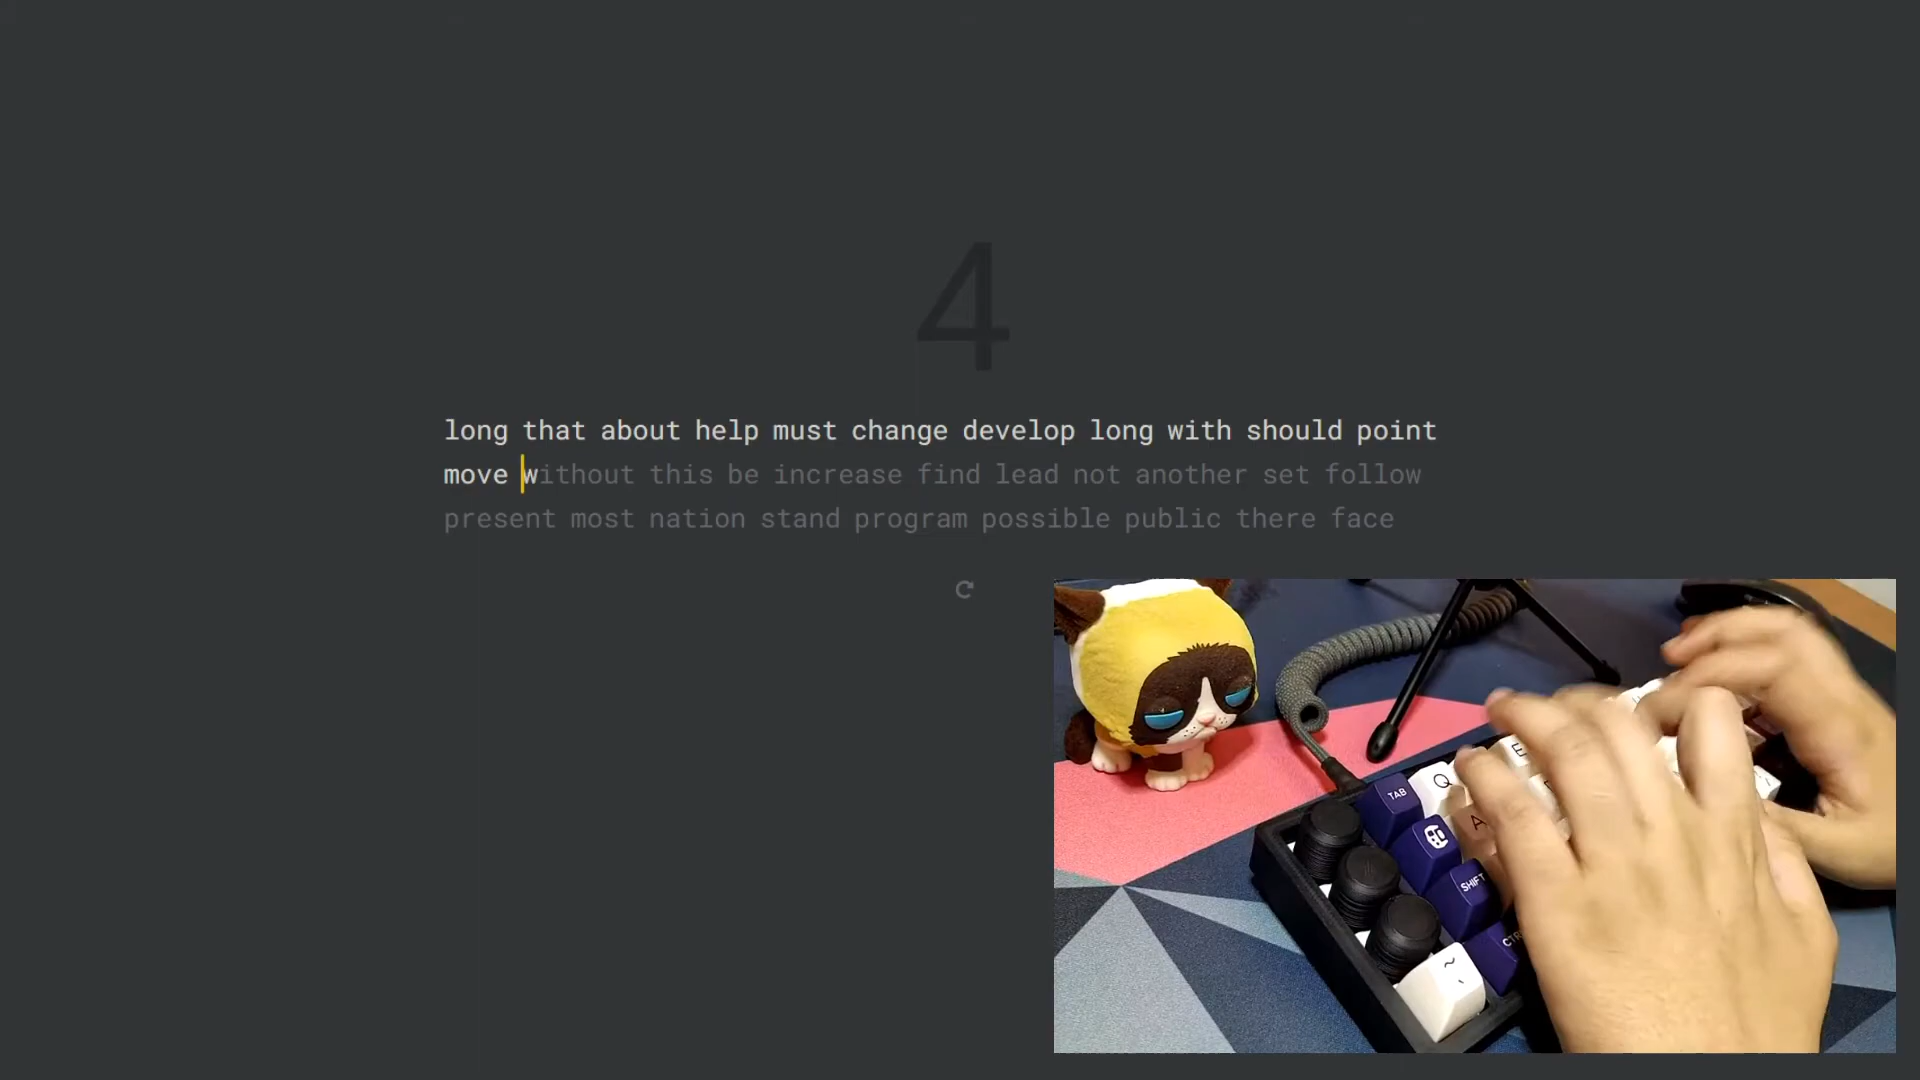 4
long that about help must change develop long with should point
move without this be increase find lead not another set follow
present most nation stand program possible public there face
TAB
Q
E
A
SHIFT
~